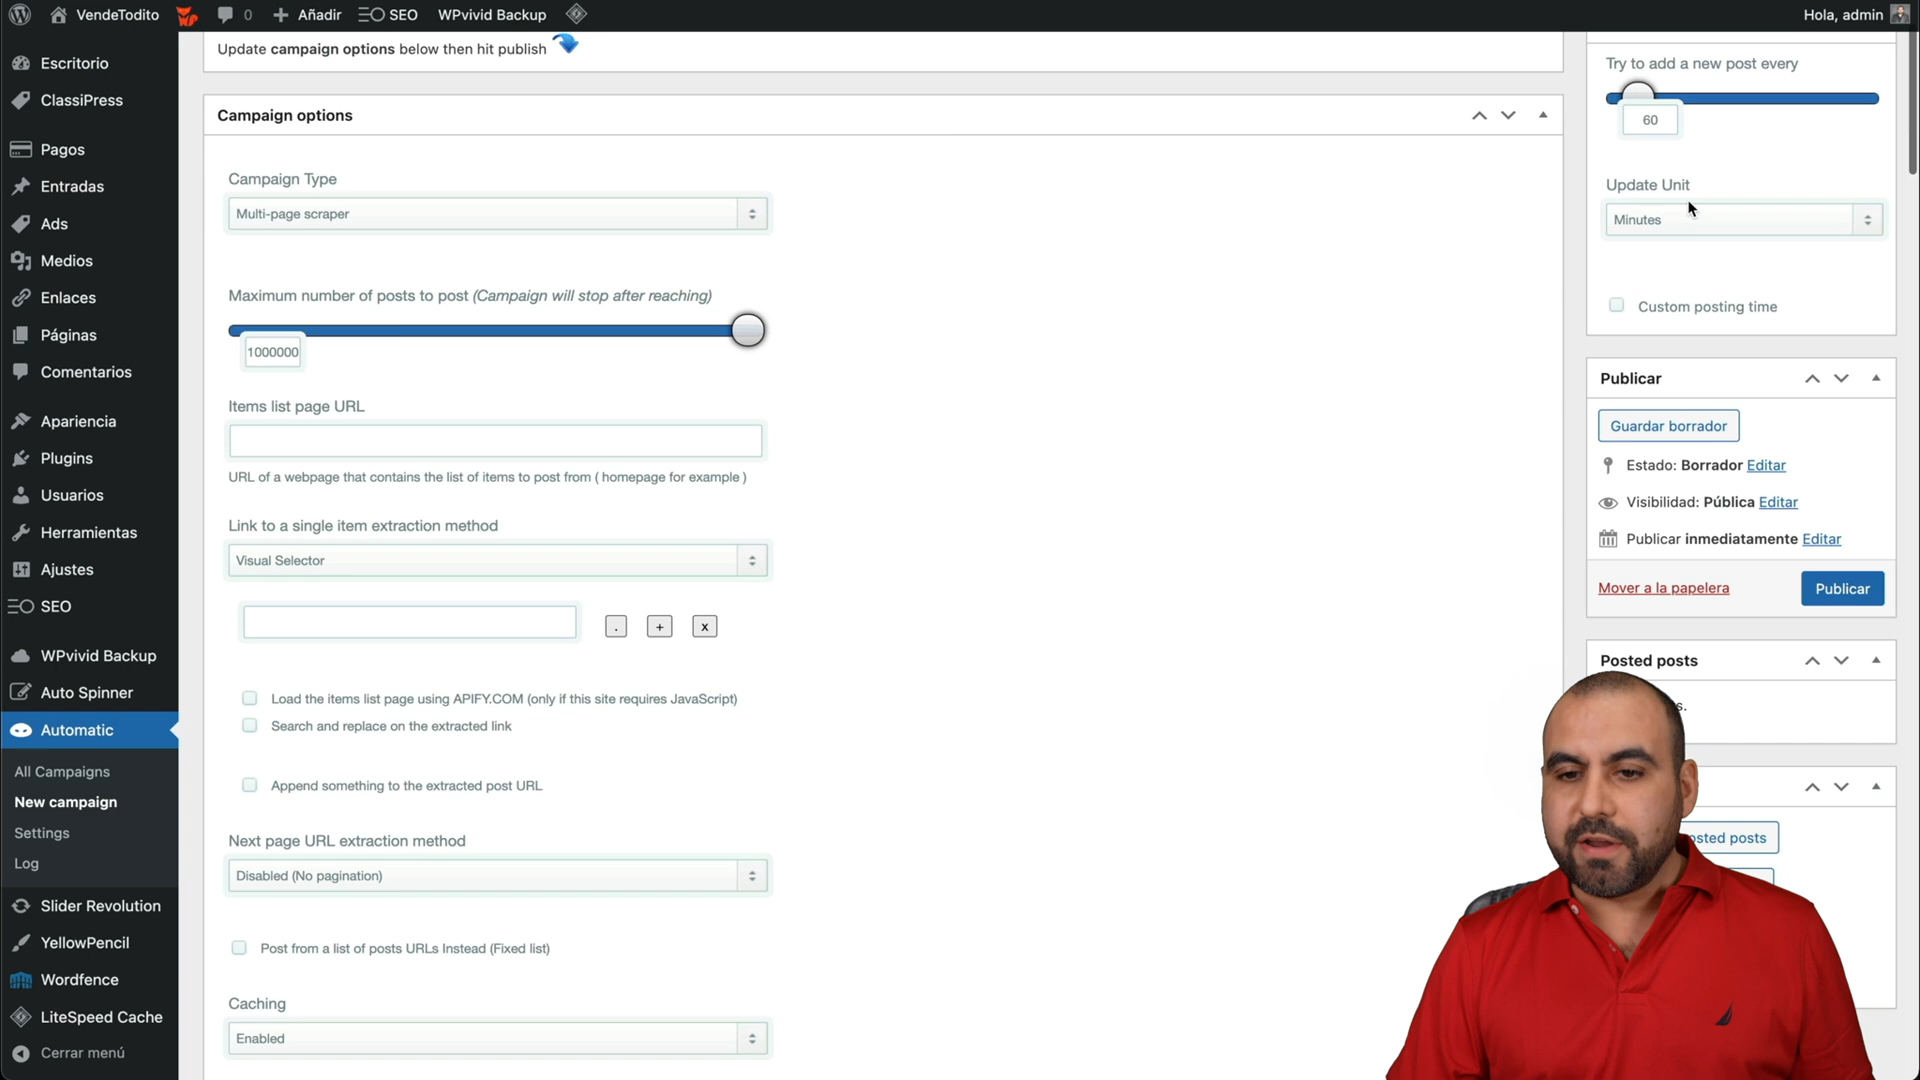 VendeTodito
0
Añadir
SEO
WPvivid Backup
Hola, admin
Escritorio
ClassiPress
Pagos
Entradas
Ads
Medios
Enlaces
Páginas
Comentarios
Apariencia
Plugins
Usuarios
Herramientas
Ajustes
SEO
WPvivid Backup
Auto Spinner
Automatic
All Campaigns
New campaign
Settings
Log
Slider Revolution
YellowPencil
Wordfence
LiteSpeed Cache
Cerrar menú
Update campaign options below then hit publish
Campaign options
Campaign Type
Multi-page scraper
Maximum number of posts to post (Campaign will stop after reaching)
1000000
Items list page URL
URL of a webpage that contains the list of items to post from ( homepage for example )
Link to a single item extraction method
Visual Selector
. + x
Load the items list page using APIFY.COM (only if this site requires JavaScript)
Search and replace on the extracted link
Append something to the extracted post URL
Next page URL extraction method
Disabled (No pagination)
Post from a list of posts URLs Instead (Fixed list)
Caching
Enabled
Try to add a new post every
60
Update Unit
Minutes
Custom posting time
Publicar
Guardar borrador
Estado: Borrador Editar
Visibilidad: Pública Editar
Publicar inmediatamente Editar
Mover a la papelera
Publicar
Posted posts
s.
osted posts